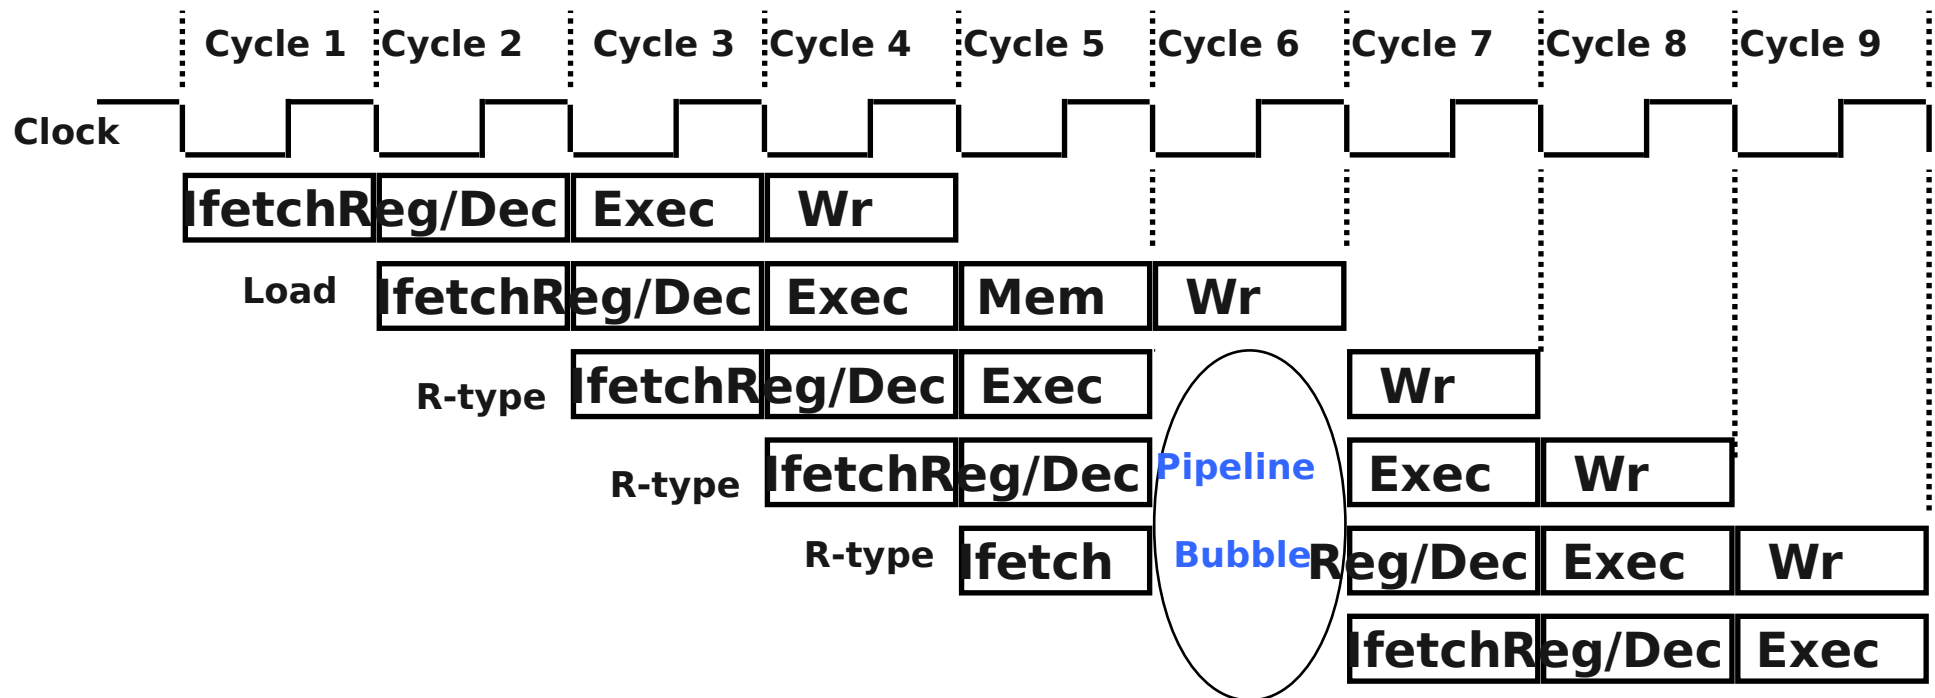 Cycle 1 Cycle 2 Cycle 3 Cycle 4 Cycle 5 Cycle 6 Cycle 7 Cycle 8 Cycle 9
Clock
Ifetch Reg/Dec Exec Wr
Load Ifetch Reg/Dec Exec Mem Wr
R-type Ifetch Reg/Dec Exec Wr
R-type Ifetch Reg/Dec Pipeline Exec Wr
R-type Ifetch Bubble Reg/Dec Exec Wr
Ifetch Reg/Dec Exec